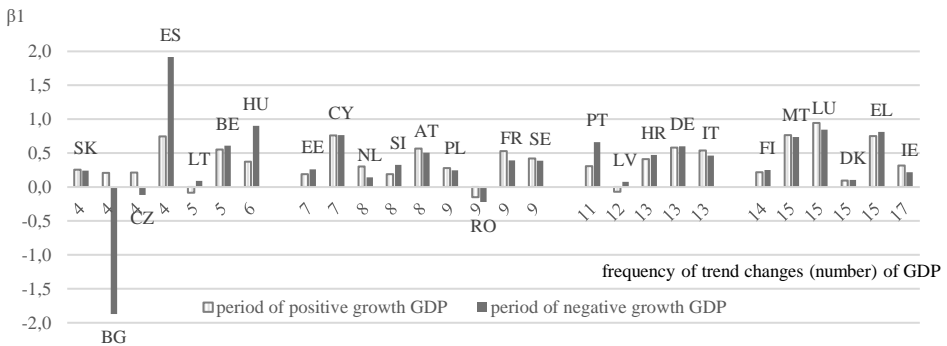 β1
2,0
1,5
1,0
0,5
0,0
-0,5
-1,0
-1,5
-2,0
SK
BG
CZ
ES
LT
BE
HU
EE
CY
NL
SI
AT
PL
RO
FR
SE
PT
LV
HR
DE
IT
FI
MT
LU
DK
EL
IE
4 4 4 4 5 5 6 7 7 8 8 8 9 9 9 9 11 12 13 13 13 14 15 15 15 15 17
frequency of trend changes (number) of GDP
period of positive growth GDP period of negative growth GDP